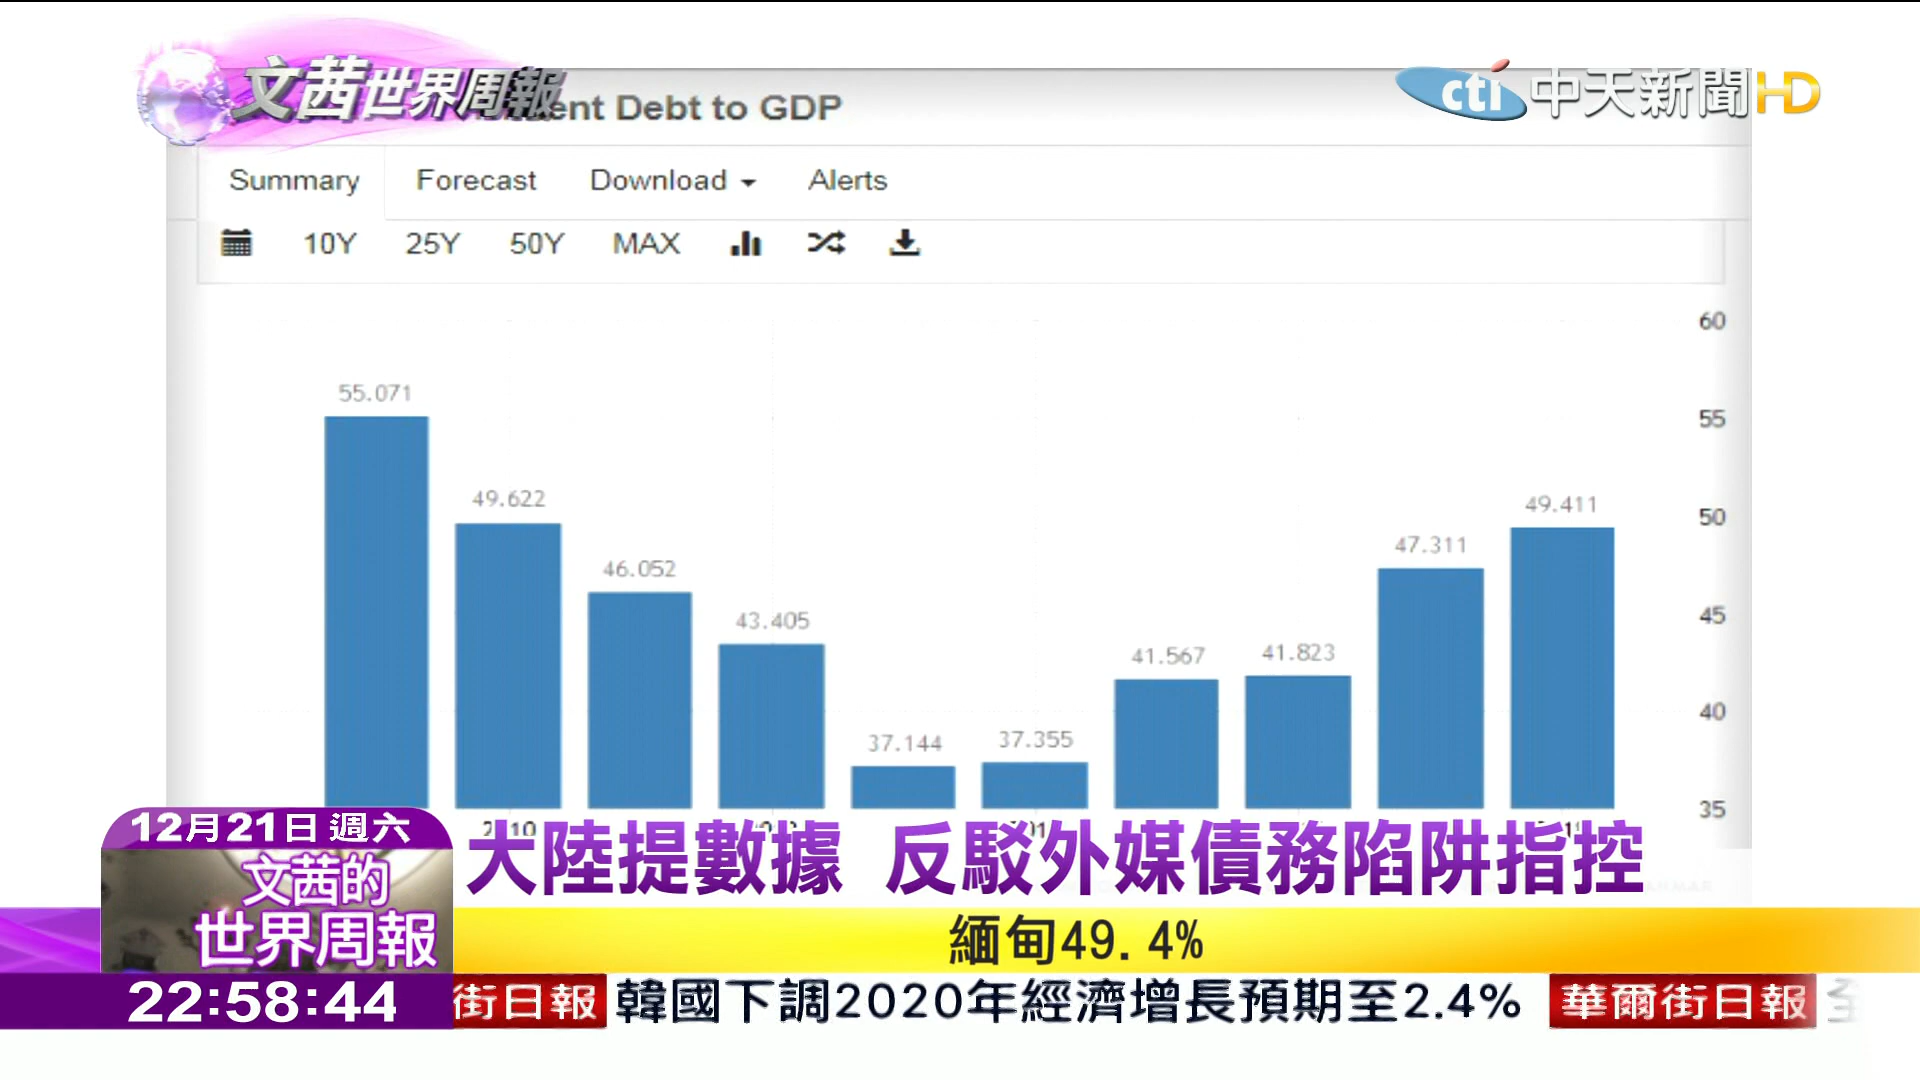 文茜世界周報
ent Debt to GDP
cti 中天新聞HD
Summary Forecast Download Alerts
10Y 25Y 50Y MAX
60
55.071
55
49.622
49.411
50
47.311
46.052
45
43.405
41.567
41.823
40
37.144
37.355
35
12月21日 週六
文茜的
世界周報
大陸提數據 反駁外媒債務陷阱指控
緬甸49.4%
22:58:44
街日報 韓國下調2020年經濟增長預期至2.4% 華爾街日報